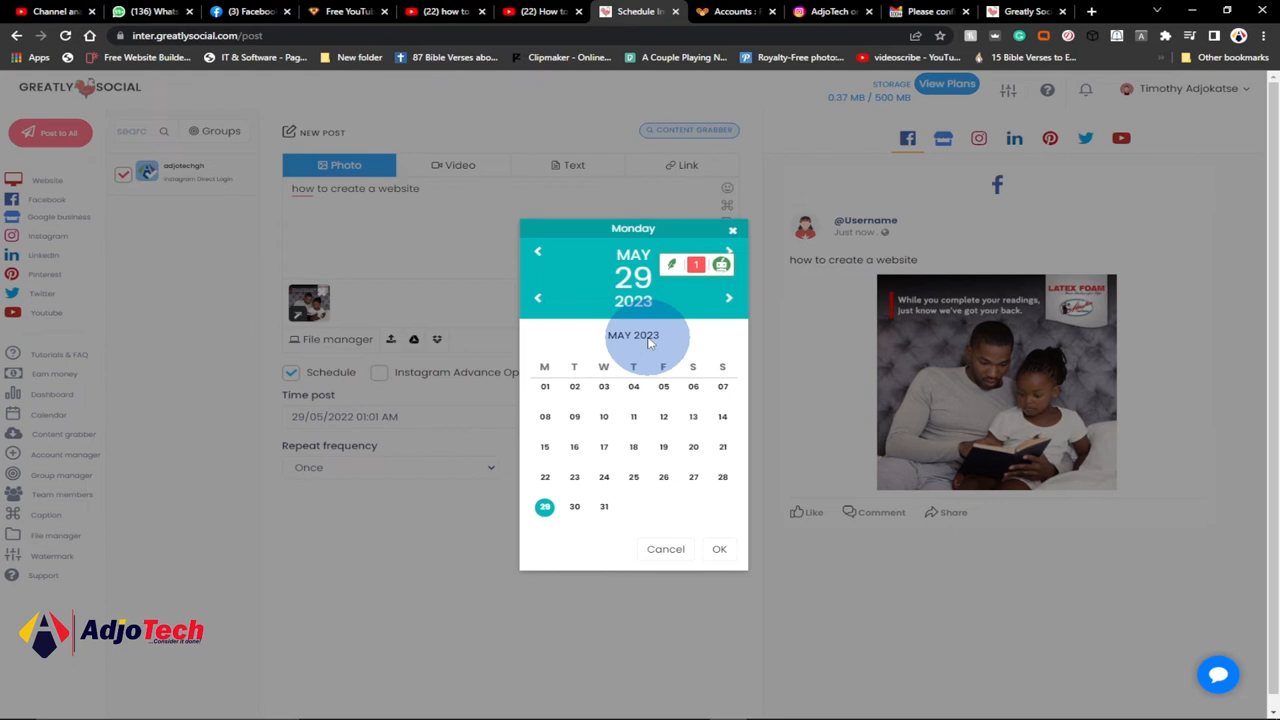 Channel an
(136) Whats
(3) Facebook
Free YouTub
(22) how to c
(22) How to
Schedule In
Accounts : F
AdjoTech on
Please confi
Greatly Soc
inter.greatlysocial.com/post
Apps
Free Website Builde...
IT & Software - Pag...
New folder
87 Bible Verses abo...
Clipmaker - Online...
A Couple Playing N...
Royalty-Free photo:...
videoscribe - YouTu...
15 Bible Verses to E...
»
Other bookmarks
GREATLY SOCIAL
STORAGE
0.37 MB / 500 MB
View Plans
Timothy Adjokatse
Post to All
searc
Groups
adjotechgh
Instagram Direct Login
Website
Facebook
Google business
Instagram
LinkedIn
Pinterest
Twitter
Youtube
Tutorials & FAQ
Earn money
Dashboard
Calendar
Content grabber
Account manager
Group manager
Team members
Caption
File manager
Watermark
Support
NEW POST
CONTENT GRABBER
Photo
Video
Text
Link
how to create a website
File manager
Schedule
Instagram Advance Op
Time post
29/05/2022 01:01 AM
Repeat frequency
Once
Monday
MAY
29
2023
1
MAY 2023
M T W T F S S
01 02 03 04 05 06 07
08 09 10 11 12 13 14
15 16 17 18 19 20 21
22 23 24 25 26 27 28
29 30 31
Cancel
OK
@Username
Just now .
how to create a website
While you complete your readings,
just know we've got your back.
LATEX FOAM
Like
Comment
Share
AdjoTech
...Consider it done!